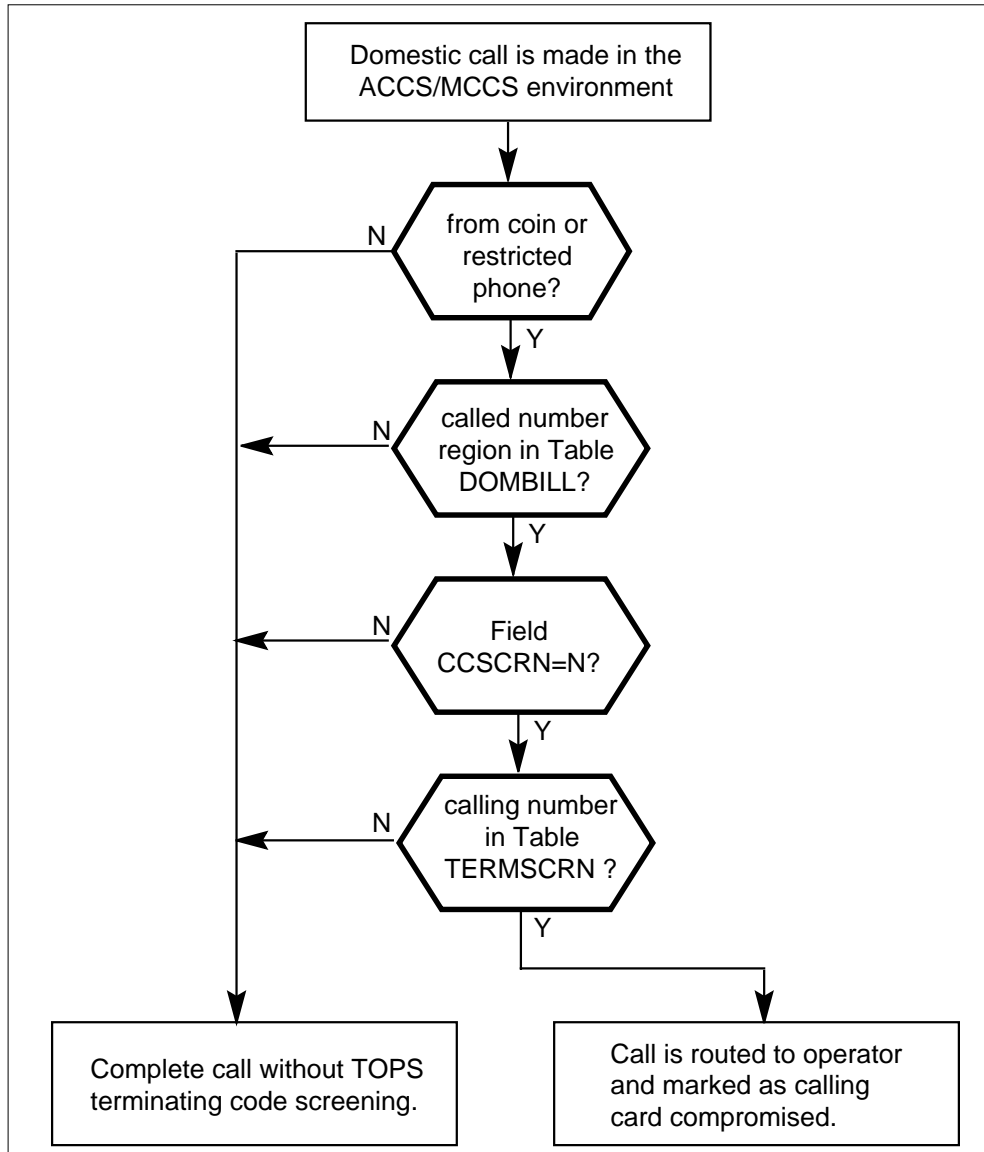 Domestic call is made in the
ACCS/MCCS environment
from coin or
restricted
phone?
N
Y
called number
region in Table
DOMBILL?
N
Y
Field
CCSCRN=N?
N
Y
calling number
in Table
TERMSCRN ?
N
Y
Complete call without TOPS
terminating code screening.
Call is routed to operator
and marked as calling
card compromised.